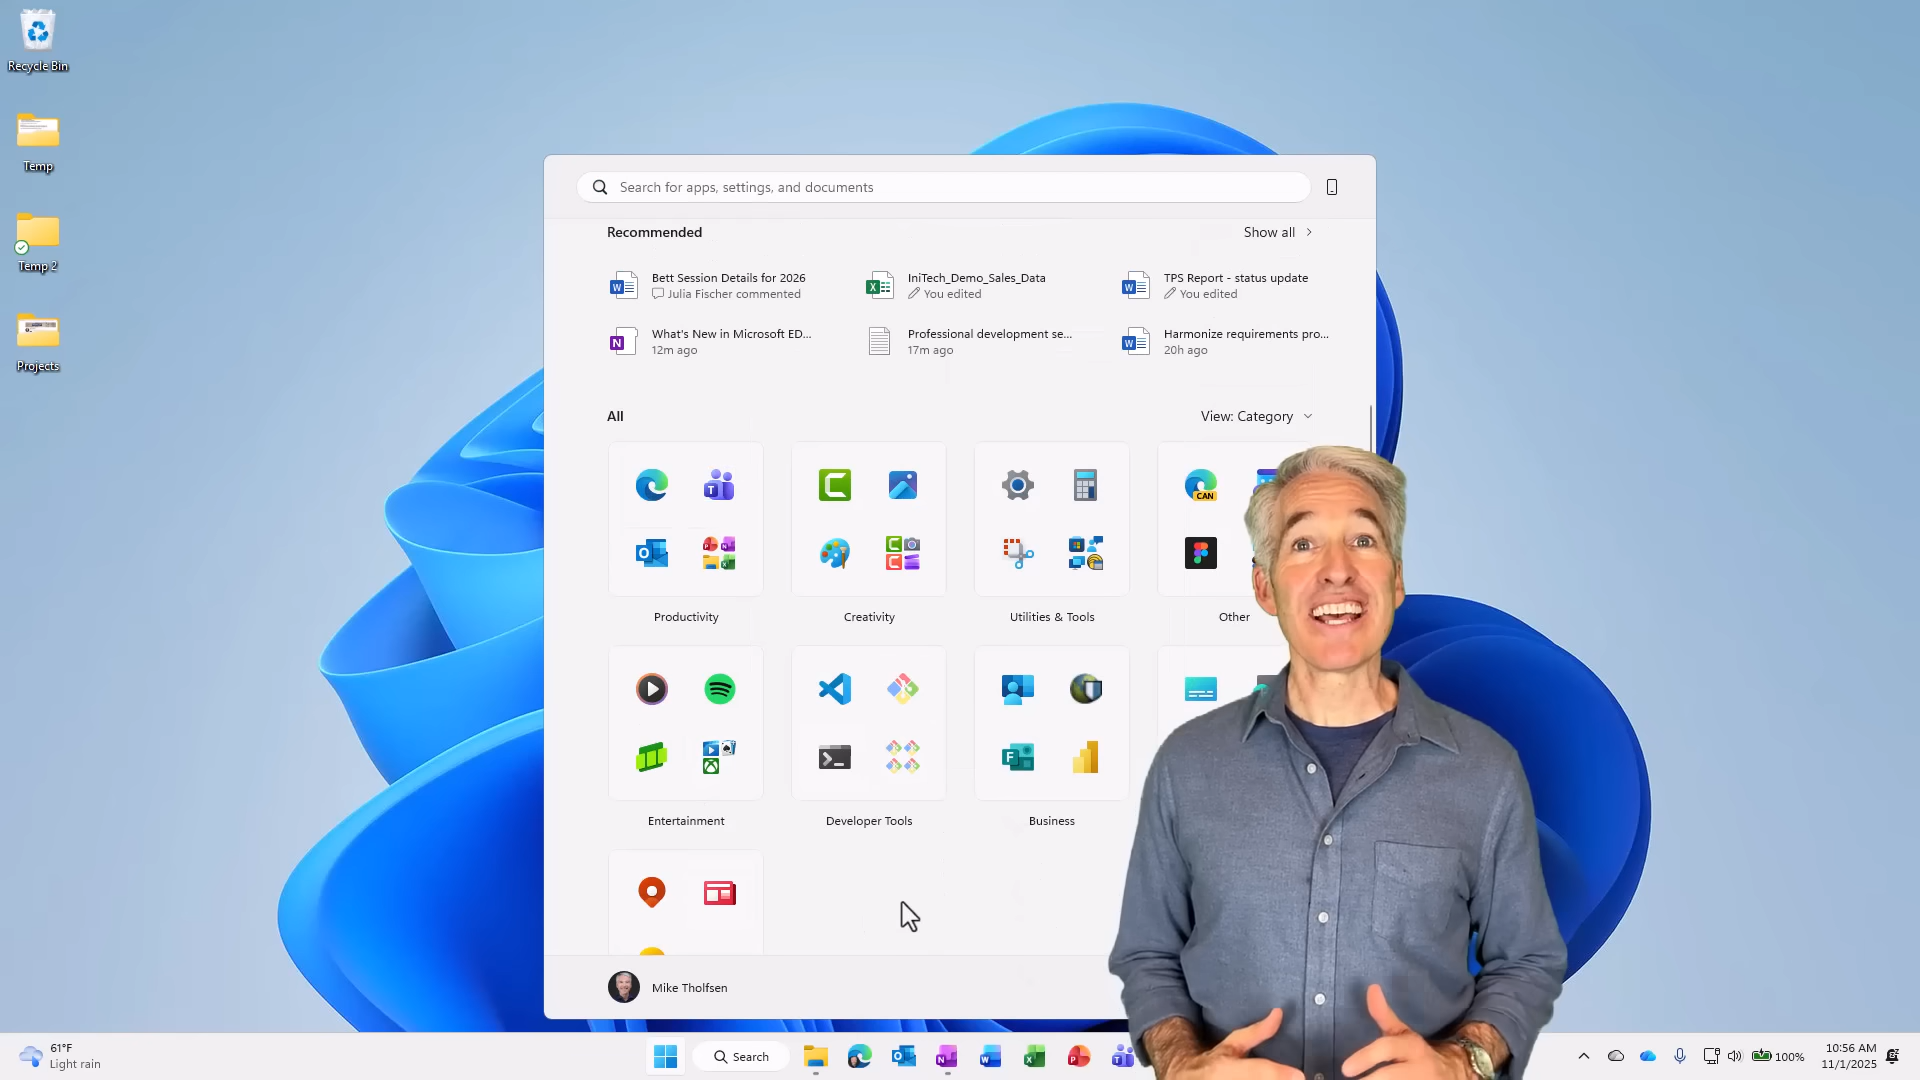 Recycle Bin
Temp
Temp 2
Projects
Search for apps, settings, and documents
Recommended
Show all
Bett Session Details for 2026
Julia Fischer commented
IniTech_Demo_Sales_Data
You edited
TPS Report - status update
You edited
What's New in Microsoft ED...
12m ago
Professional development se...
17m ago
Harmonize requirements pro...
20h ago
All
View: Category
CAN
Productivity
Creativity
Utilities & Tools
Other
Entertainment
Developer Tools
Business
Mike Tholfsen
61°F
Light rain
Search
100%
10:56 AM
11/1/2025